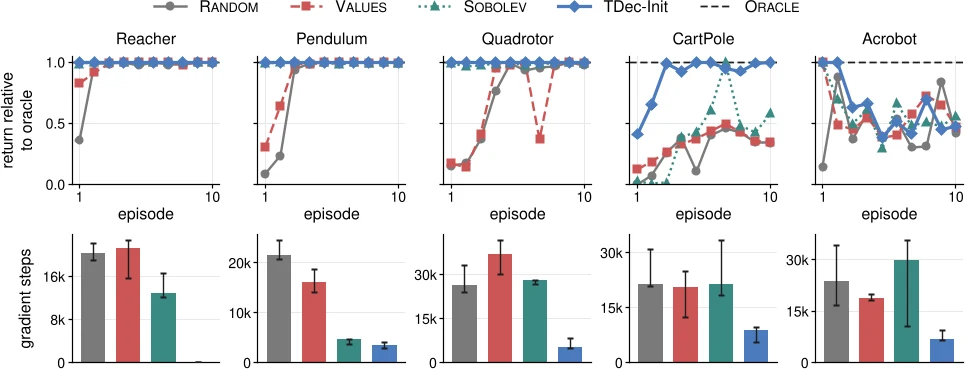 RANDOM VALUES SOBOLEV TDec-Init ORACLE
Reacher Pendulum Quadrotor CartPole Acrobot
return relative
to oracle
1.0
0.5
0.0
1 10 1 10 1 10 1 10 1 10
episode episode episode episode episode
gradient steps
16k
8k
0
20k
10k
0
30k
15k
0
30k
15k
0
30k
15k
0